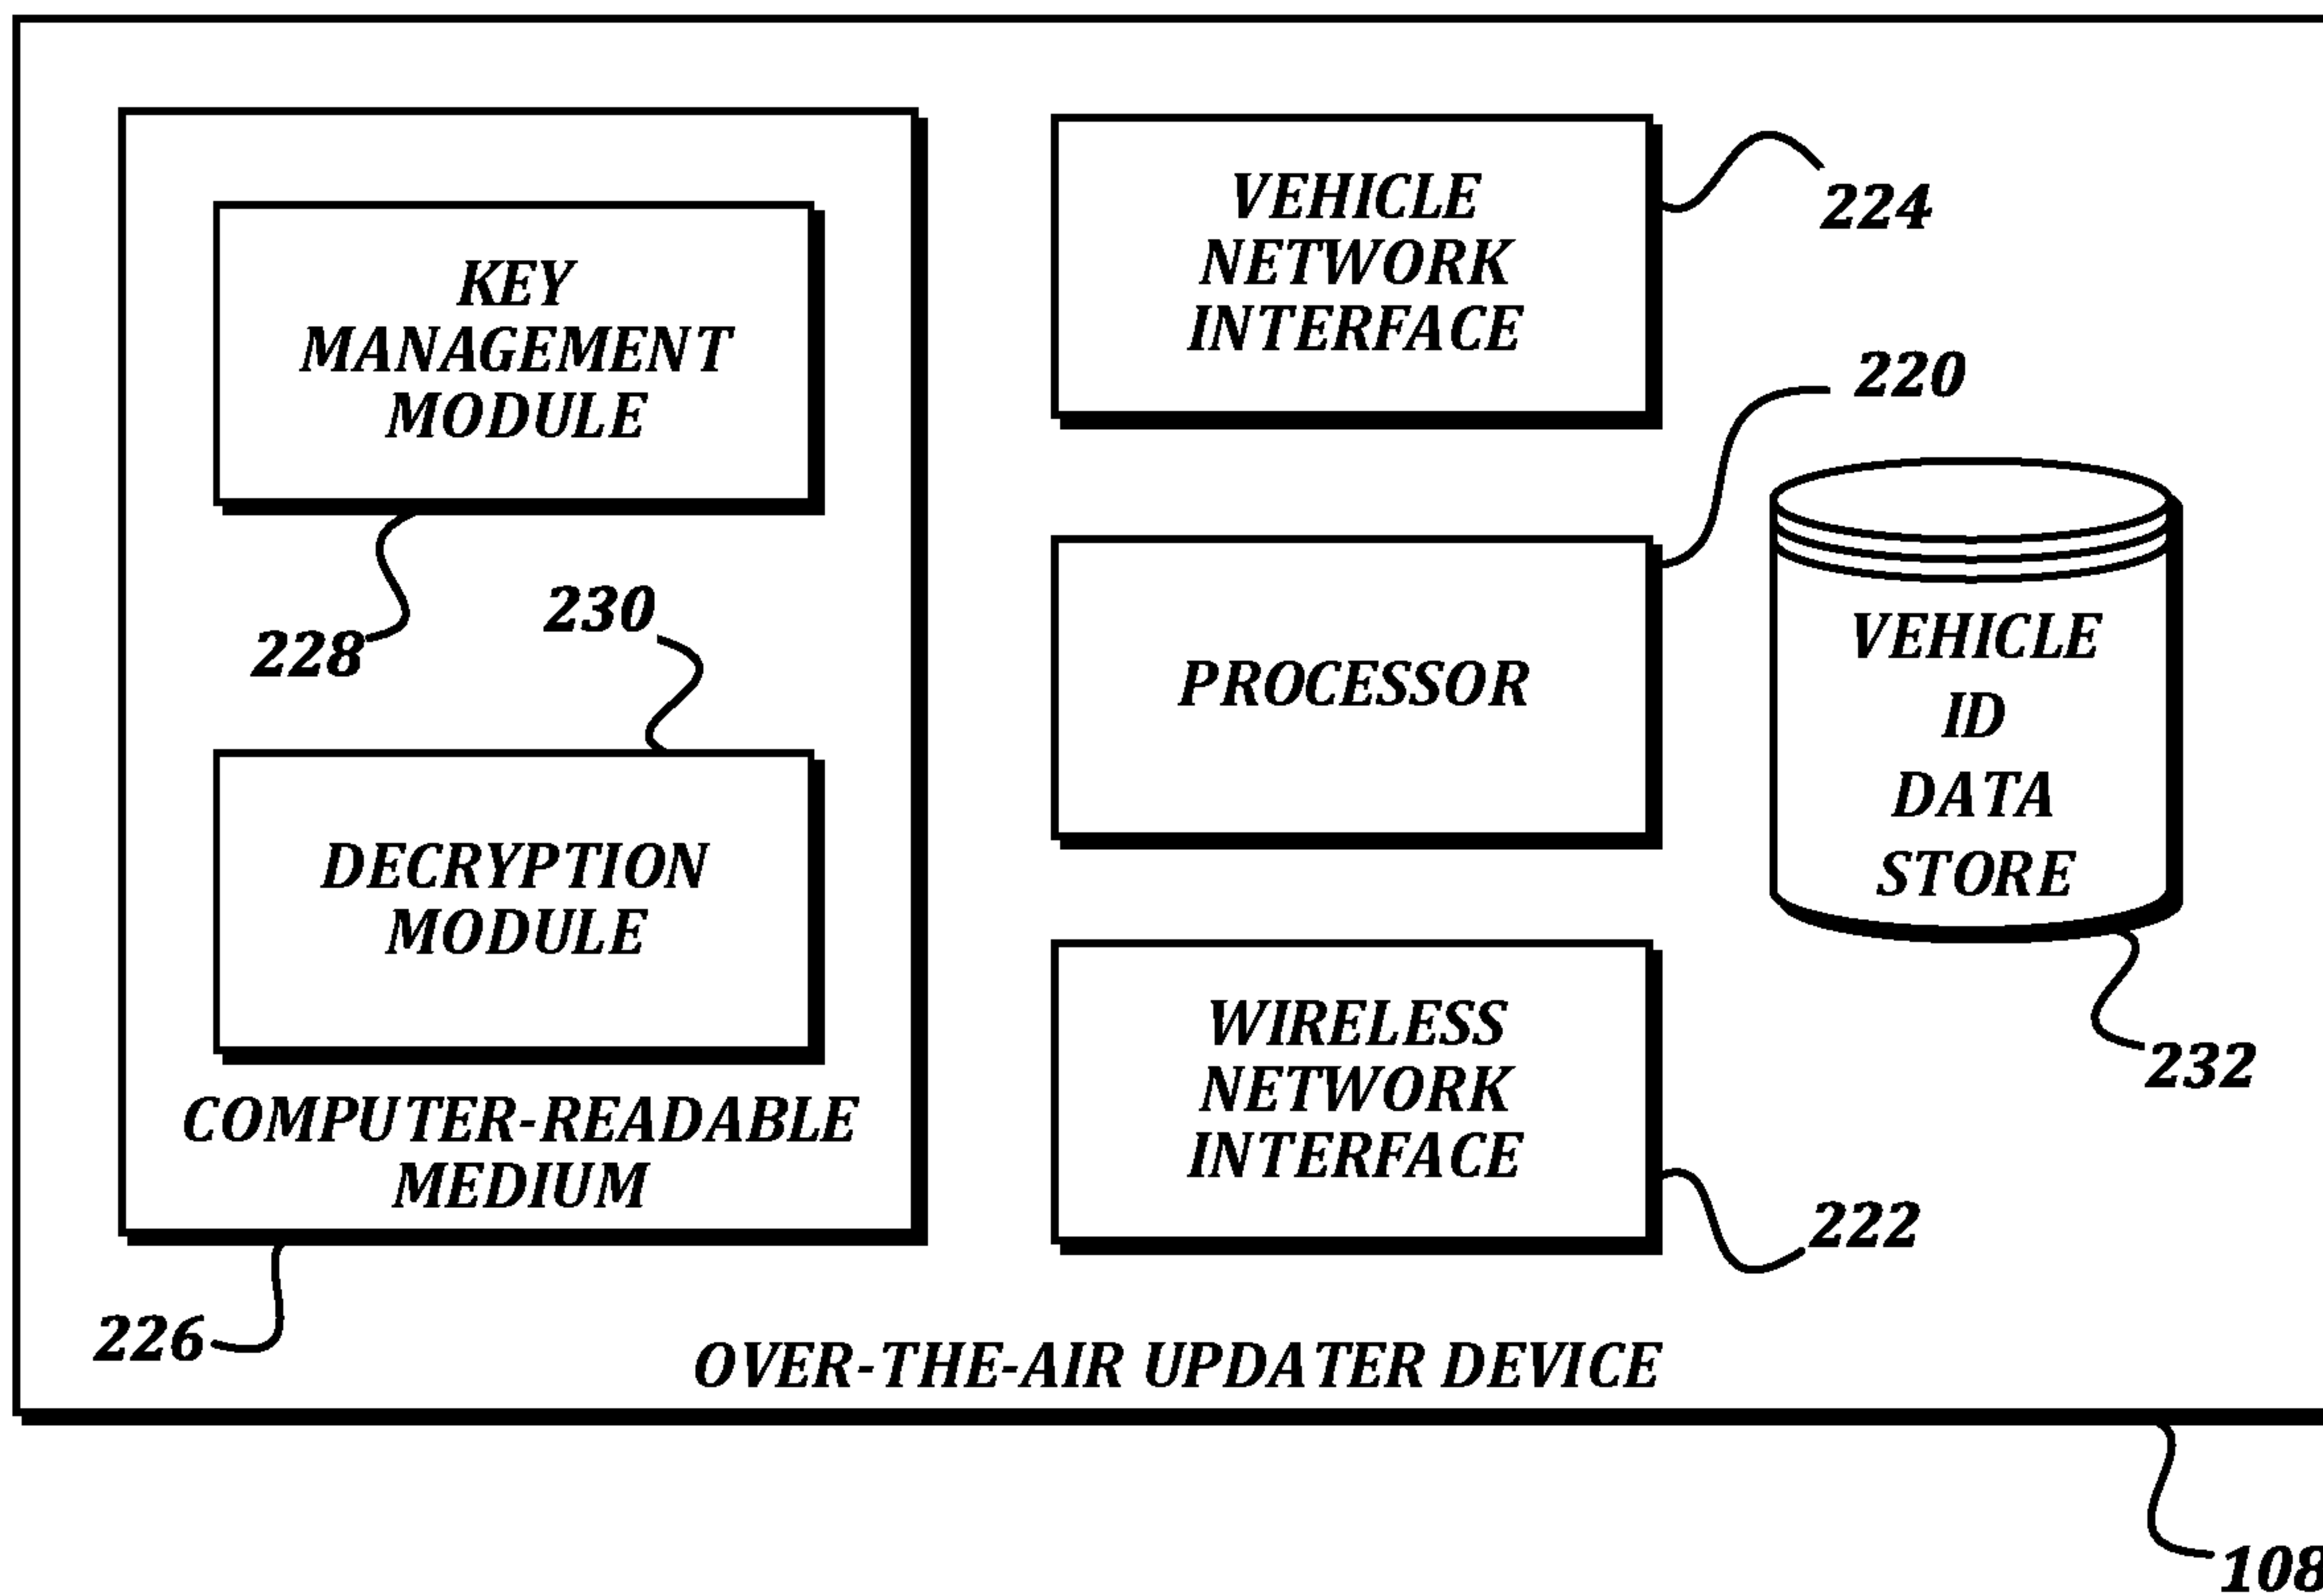 KEY
MANAGEMENT
MODULE
228
230
DECRYPTION
MODULE
COMPUTER-READABLE
MEDIUM
226
VEHICLE
NETWORK
INTERFACE
224
220
PROCESSOR
VEHICLE
ID
DATA
STORE
232
WIRELESS
NETWORK
INTERFACE
222
OVER-THE-AIR UPDATER DEVICE
108